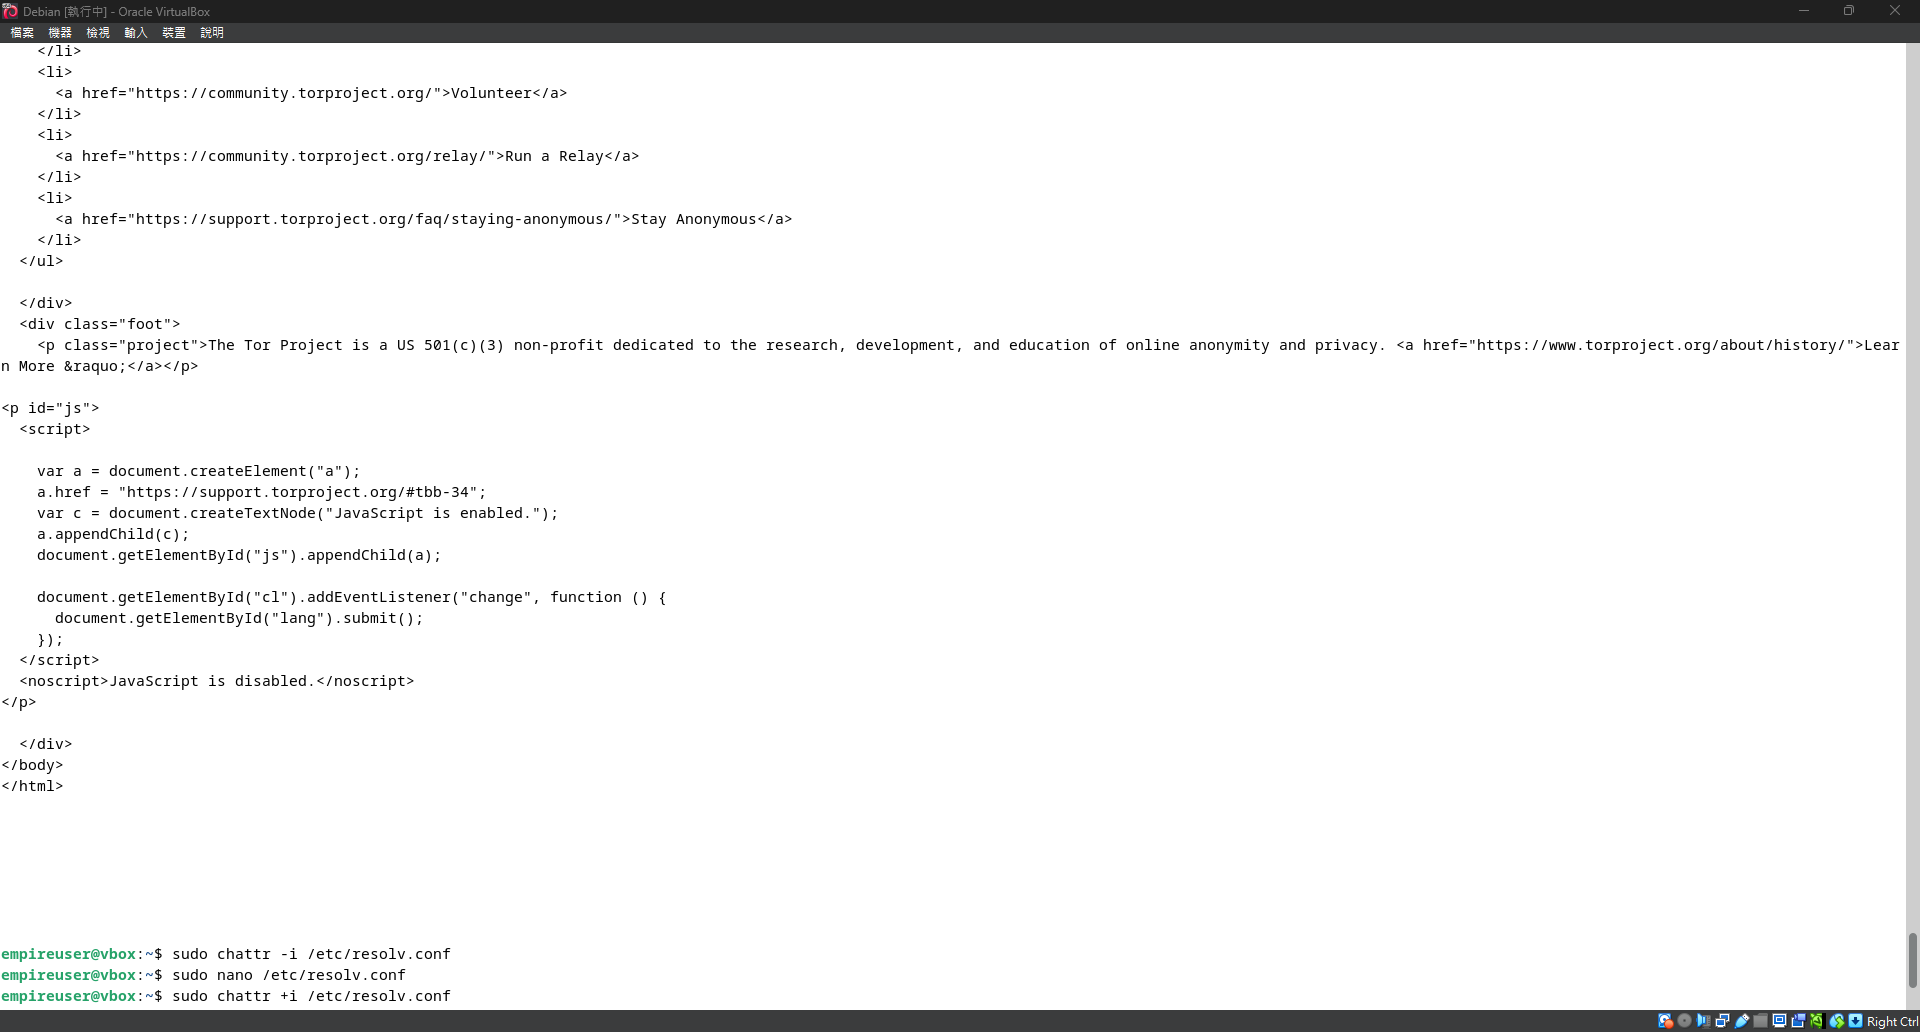 Debian [執行中] - Oracle VirtualBox
檔案 機器 檢視 輸入 裝置 說明
    </li>
    <li>
      <a href="https://community.torproject.org/">Volunteer</a>
    </li>
    <li>
      <a href="https://community.torproject.org/relay/">Run a Relay</a>
    </li>
    <li>
      <a href="https://support.torproject.org/faq/staying-anonymous/">Stay Anonymous</a>
    </li>
  </ul>

  </div>
  <div class="foot">
    <p class="project">The Tor Project is a US 501(c)(3) non-profit dedicated to the research, development, and education of online anonymity and privacy. <a href="https://www.torproject.org/about/history/">Lear
n More &raquo;</a></p>

<p id="js">
  <script>

    var a = document.createElement("a");
    a.href = "https://support.torproject.org/#tbb-34";
    var c = document.createTextNode("JavaScript is enabled.");
    a.appendChild(c);
    document.getElementById("js").appendChild(a);

    document.getElementById("cl").addEventListener("change", function () {
      document.getElementById("lang").submit();
    });
  </script>
  <noscript>JavaScript is disabled.</noscript>
</p>

  </div>
</body>
</html>

empireuser@vbox:~$ sudo chattr -i /etc/resolv.conf
empireuser@vbox:~$ sudo nano /etc/resolv.conf
empireuser@vbox:~$ sudo chattr +i /etc/resolv.conf
Right Ctrl